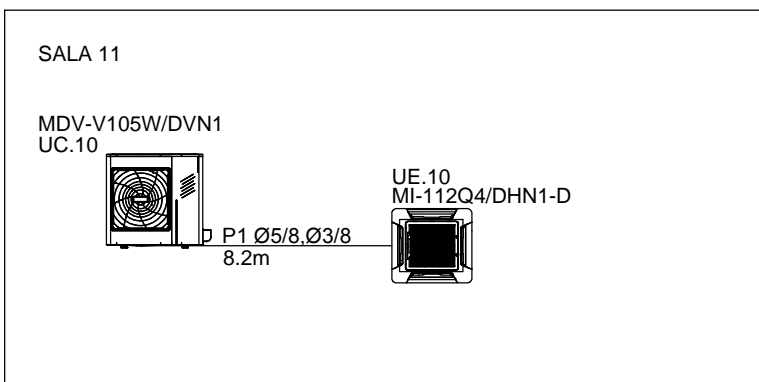 SALA 11
MDV-V105W/DVN1
UC.10
UE.10
MI-112Q4/DHN1-D
P1 Ø5/8,Ø3/8
8.2m